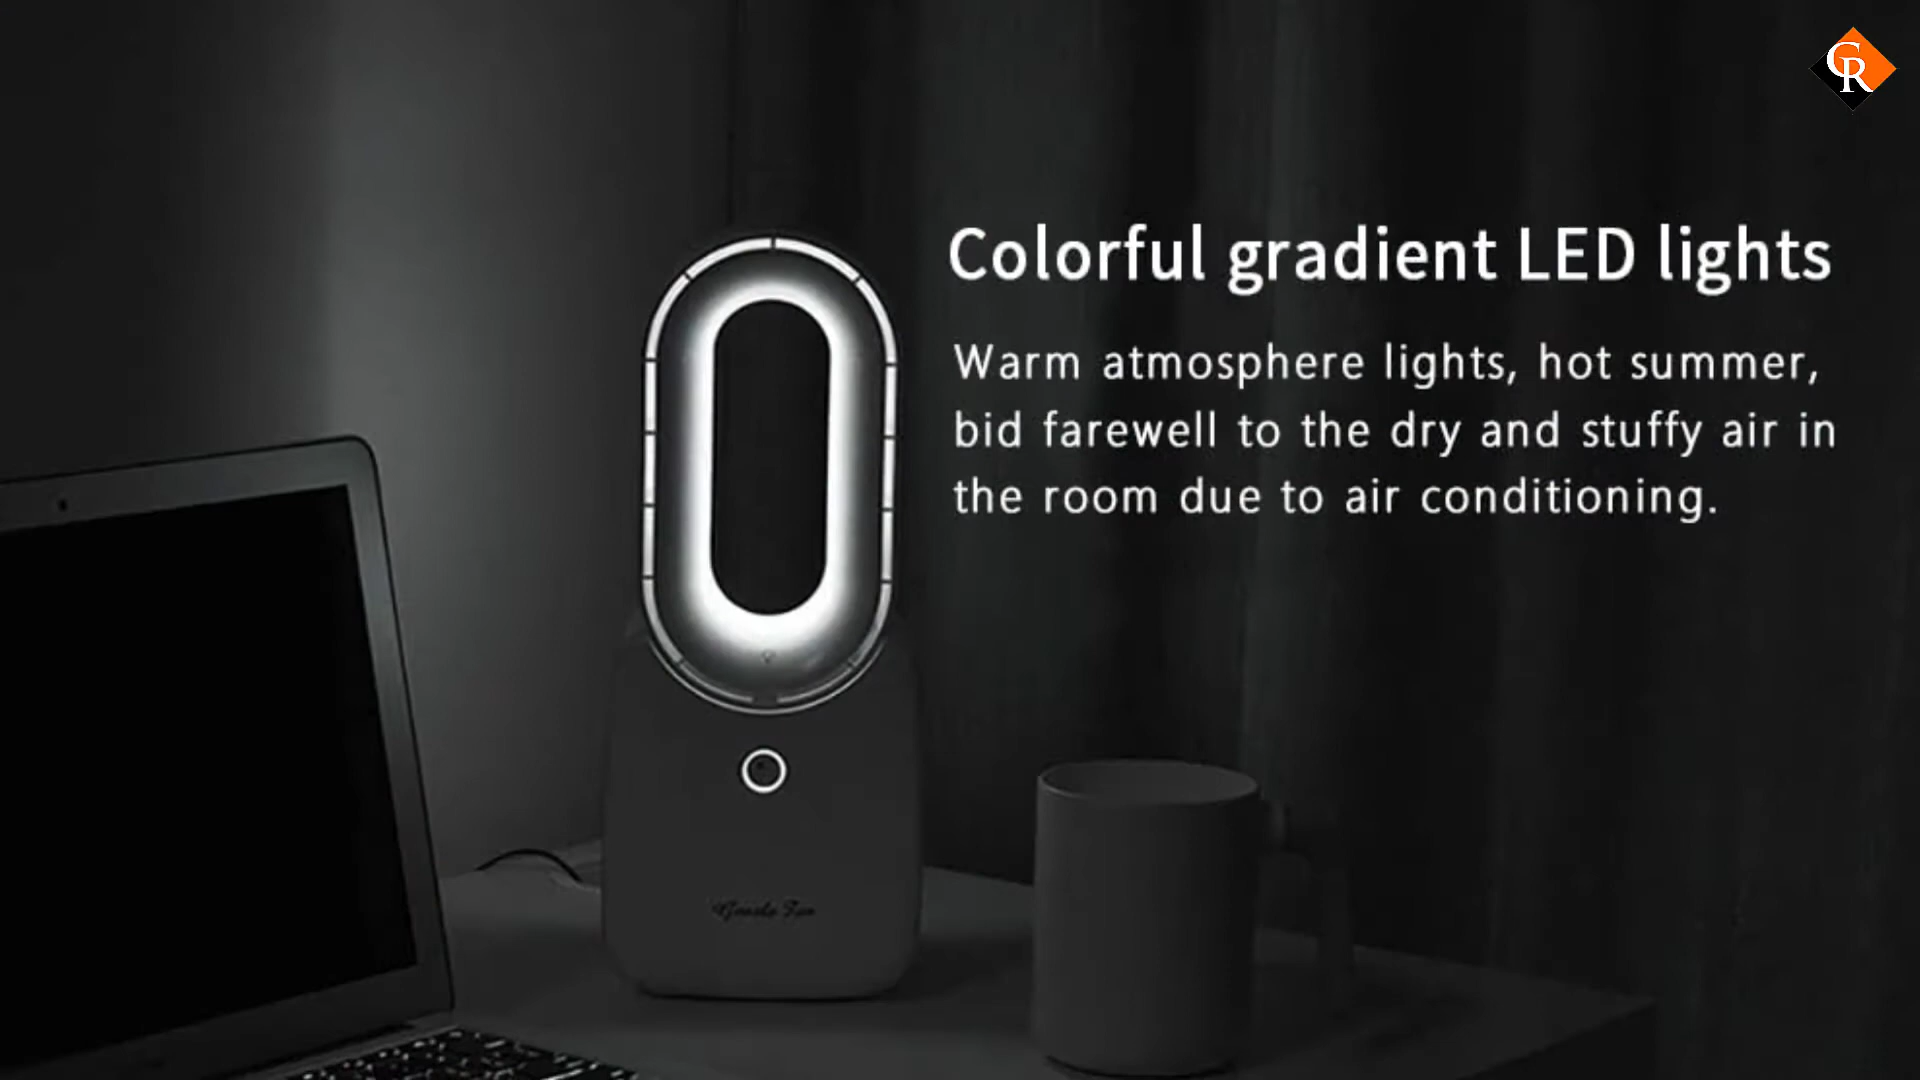 GR
Colorful gradient LED lights
Warm atmosphere lights, hot summer,
bid farewell to the dry and stuffy air in
the room due to air conditioning.